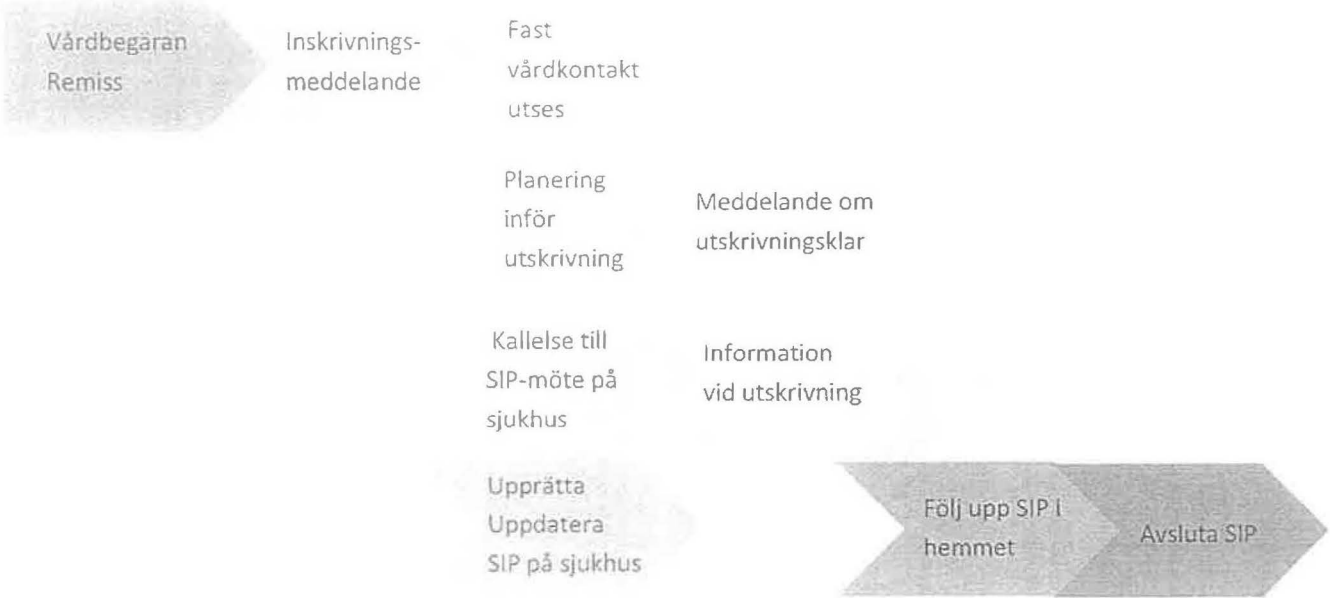 Vårdbegäran
Remiss
Inskrivnings-
meddelande
Fast
vårdkontakt
utses
Planering
inför
utskrivning
Meddelande om
utskrivningsklar
Kallelse till
SIP-möte på
sjukhus
Information
vid utskrivning
Upprätta
Uppdatera
SIP på sjukhus
Följ upp SIP i
hemmet
Avsluta SIP